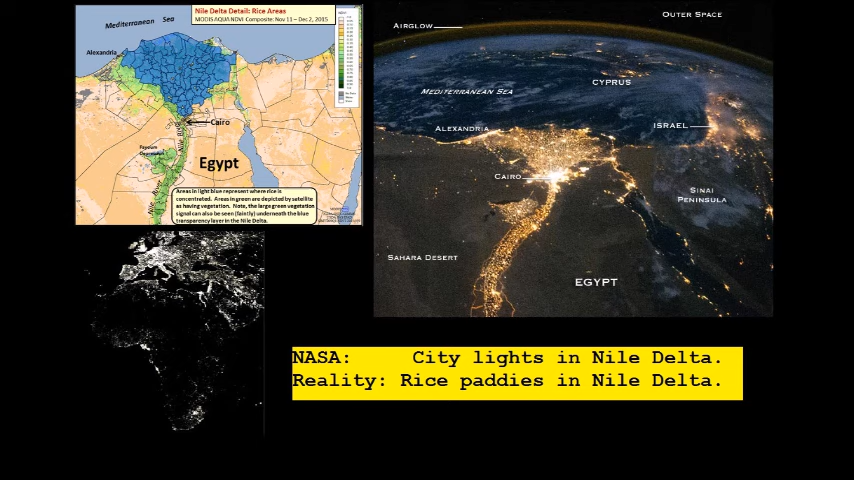 Nile Delta Detail: Rice Areas
MODIS AQUA NDVI Composite: Nov 11 – Dec 2, 2015
Mediterranean Sea
Alexandria
Cairo
Nile River
Fayoum
Depression
Egypt
Areas in light blue represent where rice is
concentrated. Areas in green are depicted by satellite
as having vegetation. Note, the large green vegetation
signal can also be seen (faintly) underneath the blue
transparency layer in the Nile Delta.
OUTER SPACE
AIRGLOW
CYPRUS
MEDITERRANEAN SEA
ALEXANDRIA
ISRAEL
CAIRO
SINAI
PENINSULA
SAHARA DESERT
EGYPT
NASA: City lights in Nile Delta.
Reality: Rice paddies in Nile Delta.